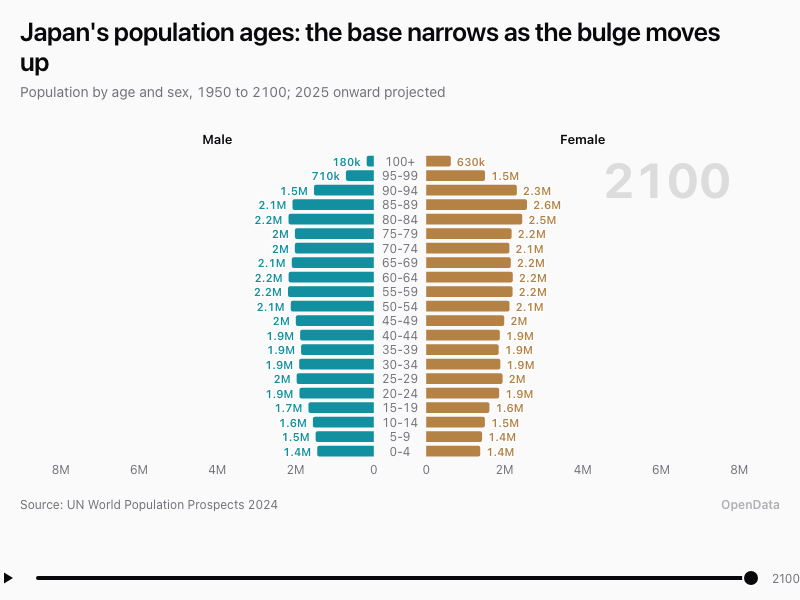 Japan's population ages: the base narrows as the bulge moves
up
Population by age and sex, 1950 to 2100; 2025 onward projected
Male Female
2100
180k 100+ 630k
710k 95-99 1.5M
1.5M 90-94 2.3M
2.1M 85-89 2.6M
2.2M 80-84 2.5M
2M 75-79 2.2M
2M 70-74 2.1M
2.1M 65-69 2.2M
2.2M 60-64 2.2M
2.2M 55-59 2.2M
2.1M 50-54 2.1M
2M 45-49 2M
1.9M 40-44 1.9M
1.9M 35-39 1.9M
1.9M 30-34 1.9M
2M 25-29 2M
1.9M 20-24 1.9M
1.7M 15-19 1.6M
1.6M 10-14 1.5M
1.5M 5-9 1.4M
1.4M 0-4 1.4M
8M 6M 4M 2M 0 0 2M 4M 6M 8M
Source: UN World Population Prospects 2024 OpenData
2100